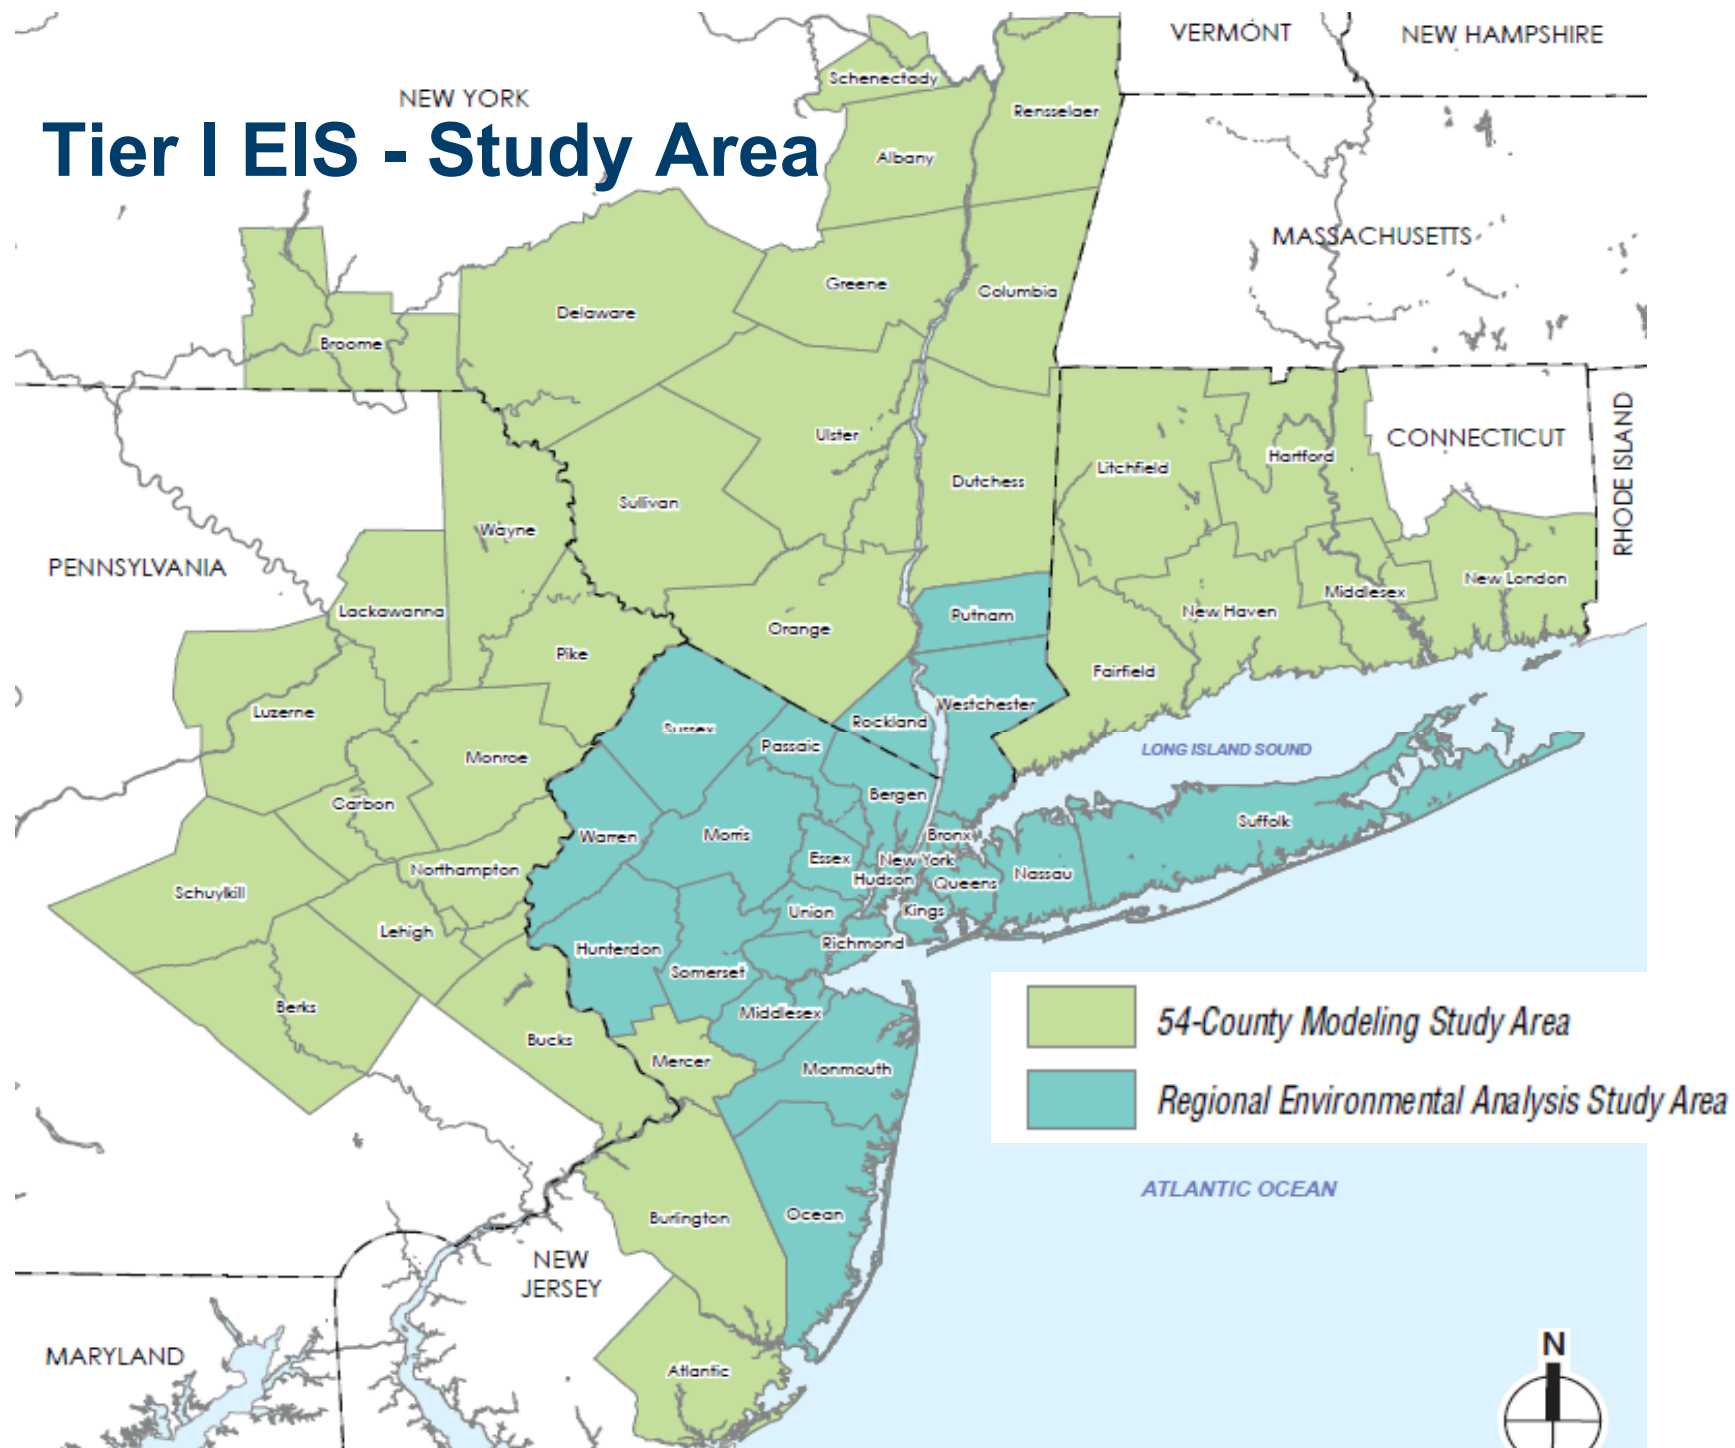 VERMONT
NEW HAMPSHIRE
Schenectady
NEW YORK
Rensselaer
Tier I EIS - Study Area
Albany
MASSACHUSETTS
Greene
Columbia
Delaware
Broome
CONNECTICUT
RHODE ISLAND
Ulster
Hartford
Litchfield
Dutchess
Sullivan
Wayne
PENNSYLVANIA
New London
Middlesex
Lackawanna
New Haven
Putnam
Orange
Pike
Fairfield
Westchester
Luzerne
Rockland
Sussex
Passaic
LONG ISLAND SOUND
Monroe
Bergen
Carbon
Suffolk
Warren
Morris
Bronx
Essex
New York
Northampton
Nassau
Hudson
Queens
Schuylkill
Union
Kings
Lehigh
Richmond
Hunterdon
Somerset
Berks
Middlesex
54-County Modeling Study Area
Bucks
Mercer
Monmouth
Regional Environmental Analysis Study Area
ATLANTIC OCEAN
Burlington
Ocean
NEW
JERSEY
N
MARYLAND
Atlantic